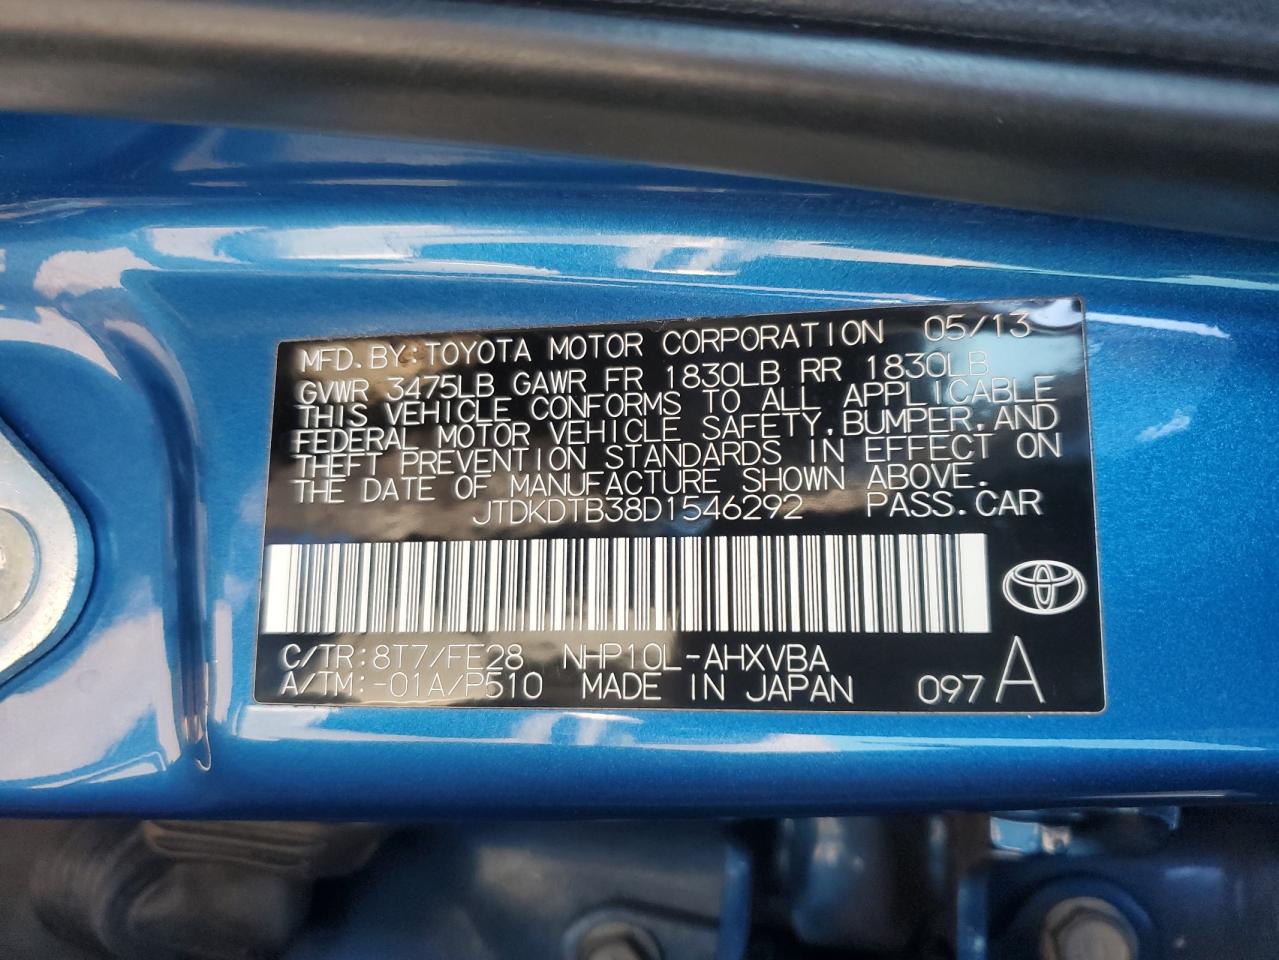 MFD. BY: TOYOTA MOTOR CORPORATION 05/13
GVWR 3475LB GAWR FR 1830LB RR 1830LB
THIS VEHICLE CONFORMS TO ALL APPLICABLE
FEDERAL MOTOR VEHICLE SAFETY, BUMPER, AND
THEFT PREVENTION STANDARDS IN EFFECT ON
THE DATE OF MANUFACTURE SHOWN ABOVE.
JTDKDTB38D1546292 PASS. CAR
C/TR: 8T7/FE28 NHP10L-AHXVBA
A/TM: -01A/P510 MADE IN JAPAN 097 A